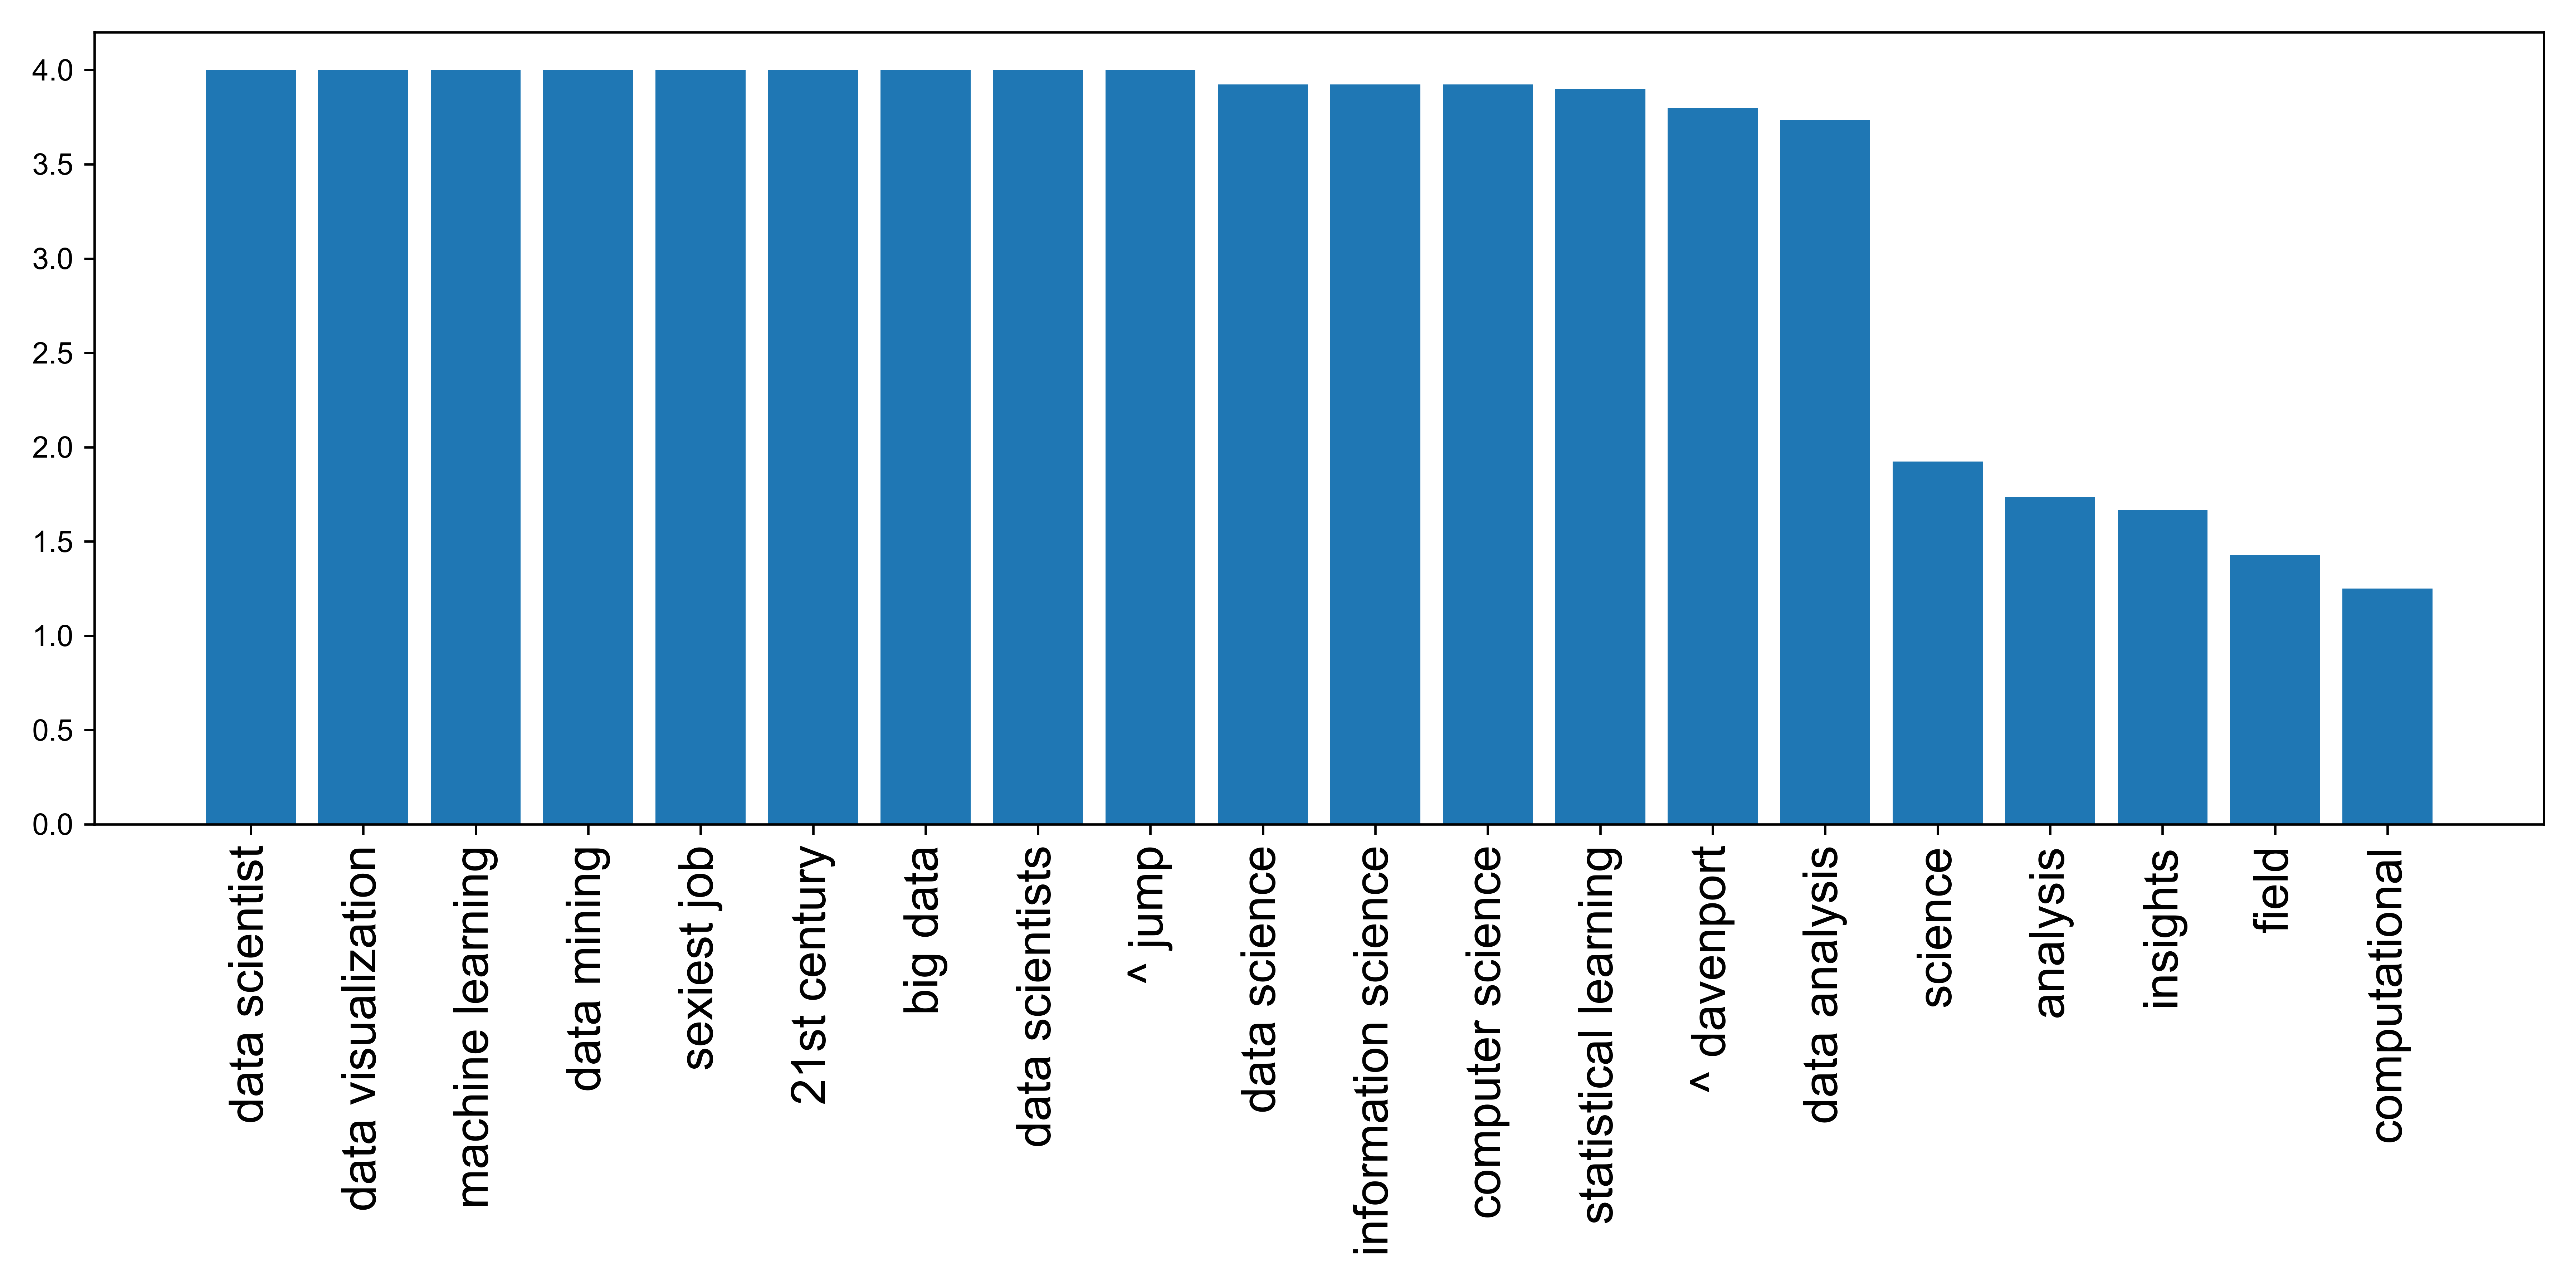 4.0
3.5
3.0
2.5
2.0
1.5
1.0
0.5
0.0
data scientist
data visualization
machine learning
data mining
sexiest job
21st century
big data
data scientists
^ jump
data science
information science
computer science
statistical learning
^ davenport
data analysis
science
analysis
insights
field
computational